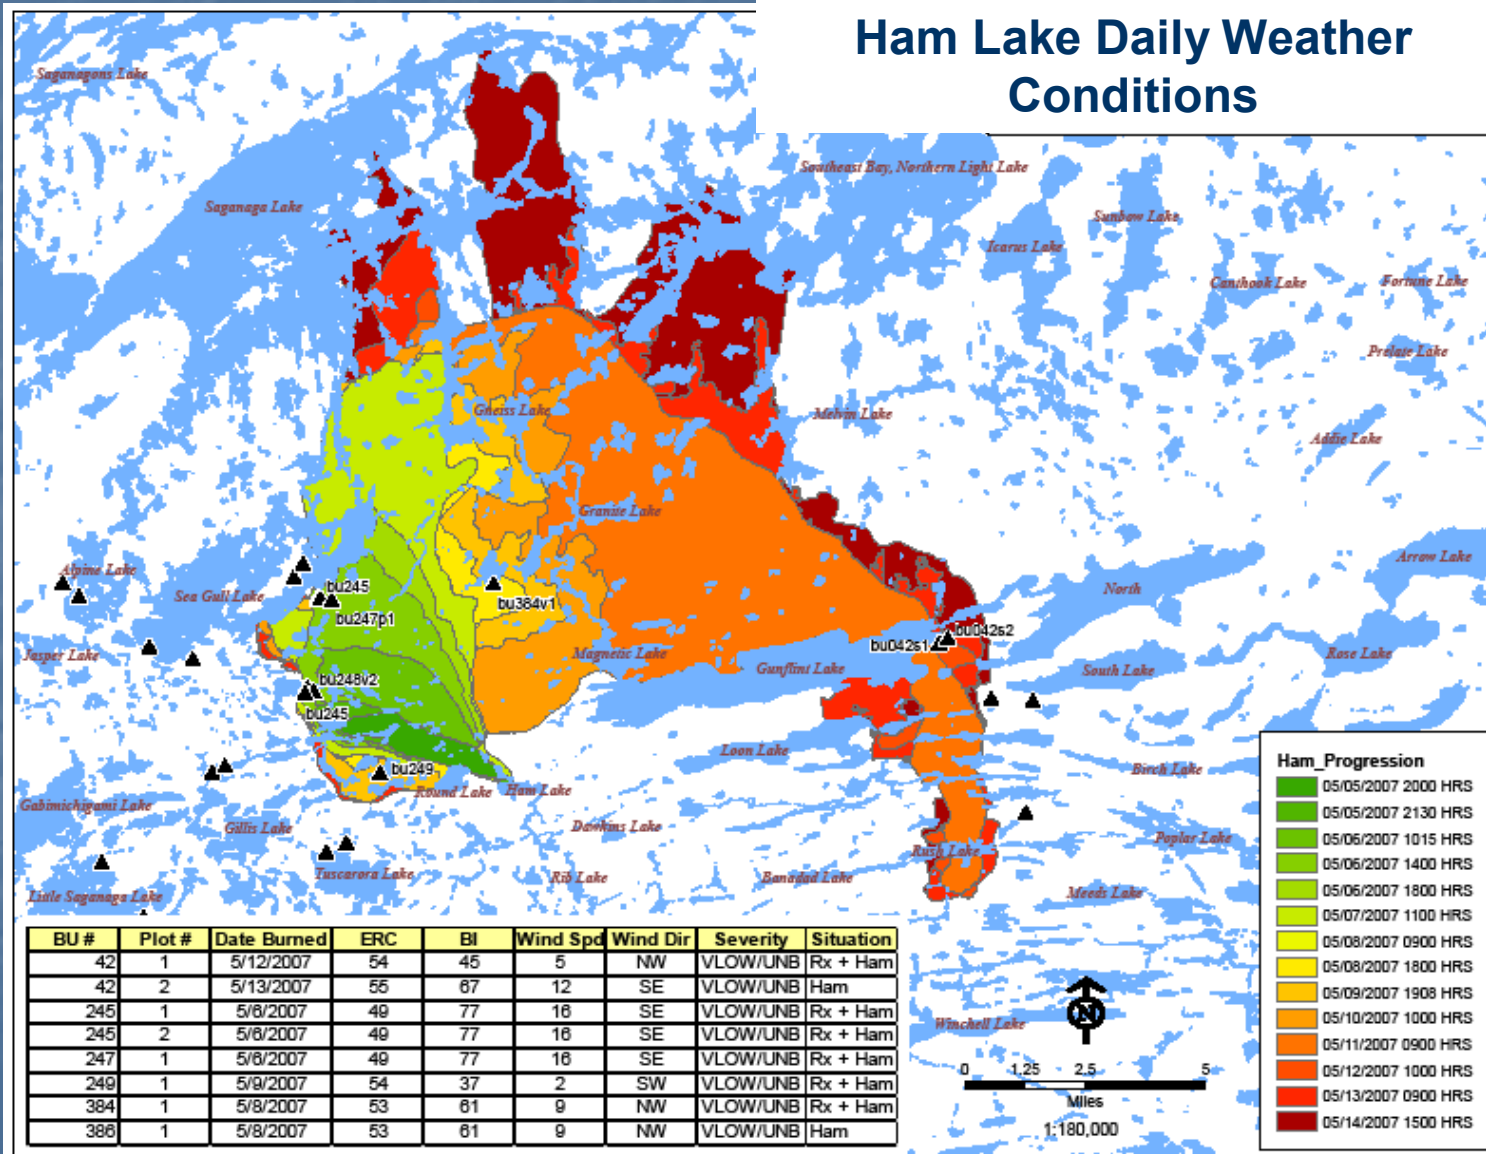 Ham Lake Daily Weather
Conditions
Saganagons Lake
Southeast Bay, Northern Light Lake
Saganaga Lake
Sunbow Lake
Icarus Lake
Canthook Lake
Fortune Lake
Prelate Lake
Gneiss Lake
Melvin Lake
Addie Lake
Granite Lake
Arrow Lake
Alpine Lake
bu245
Sea Gull Lake
North
bu384v1
bu247p1
bu042s2
bu042s1
Jasper Lake
Magnetic Lake
Gunflint Lake
South Lake
Rose Lake
bu248v2
bu245
Loon Lake
bu249
Birch Lake
Round Lake
Ham Lake
Gabimichigami Lake
Gillis Lake
Dawkins Lake
Poplar Lake
Rush Lake
Tuscarora Lake
Rib Lake
Banadad Lake
Meeds Lake
Little Saganaga Lake
Winchell Lake
BU # Plot # Date Burned ERC BI Wind Spd Wind Dir Severity Situation
42 1 5/12/2007 54 45 5 NW VLOW/UNB Rx + Ham
42 2 5/13/2007 55 67 12 SE VLOW/UNB Ham
245 1 5/6/2007 49 77 16 SE VLOW/UNB Rx + Ham
245 2 5/6/2007 49 77 16 SE VLOW/UNB Rx + Ham
247 1 5/6/2007 49 77 16 SE VLOW/UNB Rx + Ham
249 1 5/9/2007 54 37 2 SW VLOW/UNB Rx + Ham
384 1 5/8/2007 53 61 9 NW VLOW/UNB Rx + Ham
386 1 5/8/2007 53 61 9 NW VLOW/UNB Ham
N
0 1.25 2.5 5
Miles
1:180,000
Ham_Progression
05/05/2007 2000 HRS
05/05/2007 2130 HRS
05/06/2007 1015 HRS
05/06/2007 1400 HRS
05/06/2007 1800 HRS
05/07/2007 1100 HRS
05/08/2007 0900 HRS
05/08/2007 1800 HRS
05/09/2007 1908 HRS
05/10/2007 1000 HRS
05/11/2007 0900 HRS
05/12/2007 1000 HRS
05/13/2007 0900 HRS
05/14/2007 1500 HRS